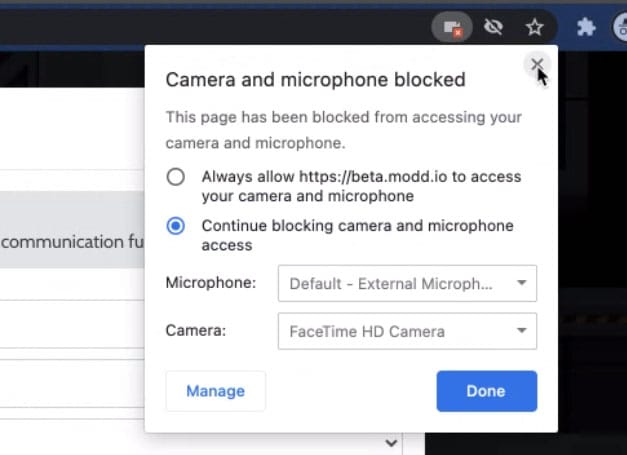 Camera and microphone blocked
This page has been blocked from accessing your
camera and microphone.
Always allow https://beta.modd.io to access
your camera and microphone
Continue blocking camera and microphone
access
communication fu
Microphone: Default - External Microph...
Camera: FaceTime HD Camera
Manage Done